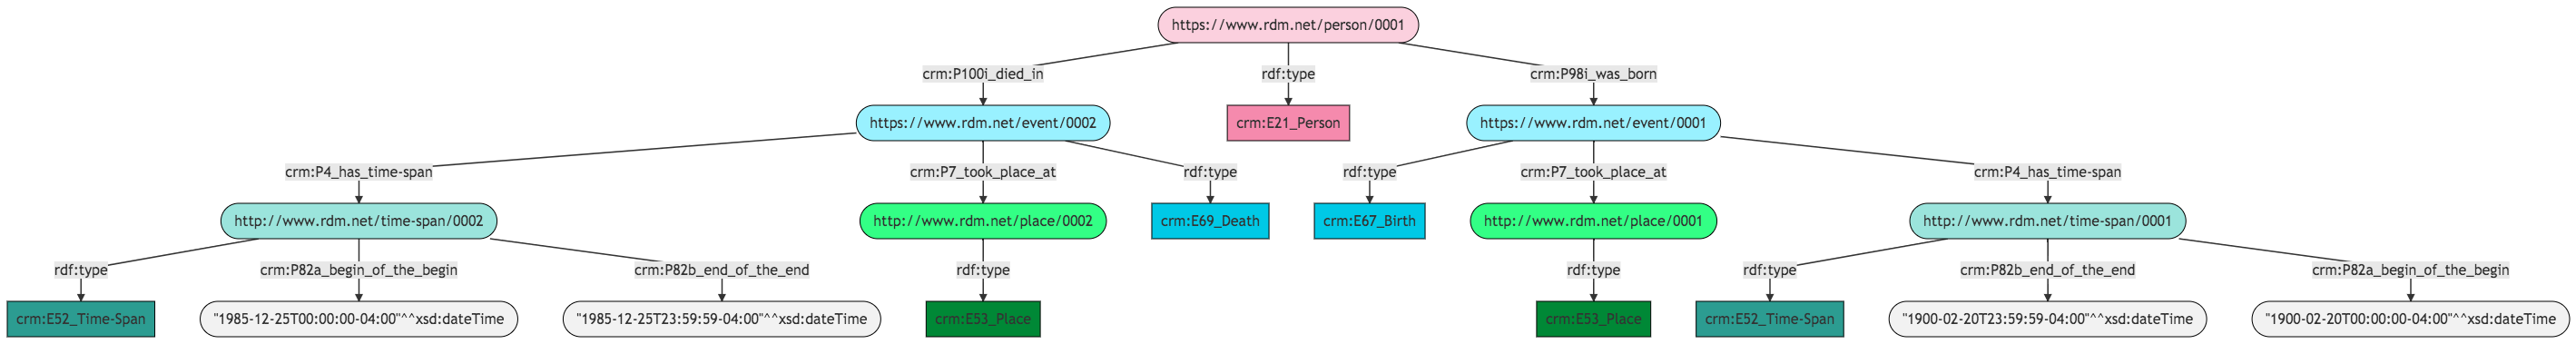 https://www.rdm.net/person/0001
crm:P100i_died_in
rdf:type
crm:P98i_was_born
https://www.rdm.net/event/0002
crm:E21_Person
https://www.rdm.net/event/0001
crm:P4_has_time-span
crm:P7_took_place_at
rdf:type
rdf:type
crm:P7_took_place_at
crm:P4_has_time-span
http://www.rdm.net/time-span/0002
http://www.rdm.net/place/0002
crm:E69_Death
crm:E67_Birth
http://www.rdm.net/place/0001
http://www.rdm.net/time-span/0001
rdf:type
crm:P82a_begin_of_the_begin
crm:P82b_end_of_the_end
rdf:type
rdf:type
rdf:type
crm:P82b_end_of_the_end
crm:P82a_begin_of_the_begin
crm:E52_Time-Span
"1985-12-25T00:00:00-04:00"^^xsd:dateTime
"1985-12-25T23:59:59-04:00"^^xsd:dateTime
crm:E53_Place
crm:E53_Place
crm:E52_Time-Span
"1900-02-20T23:59:59-04:00"^^xsd:dateTime
"1900-02-20T00:00:00-04:00"^^xsd:dateTime